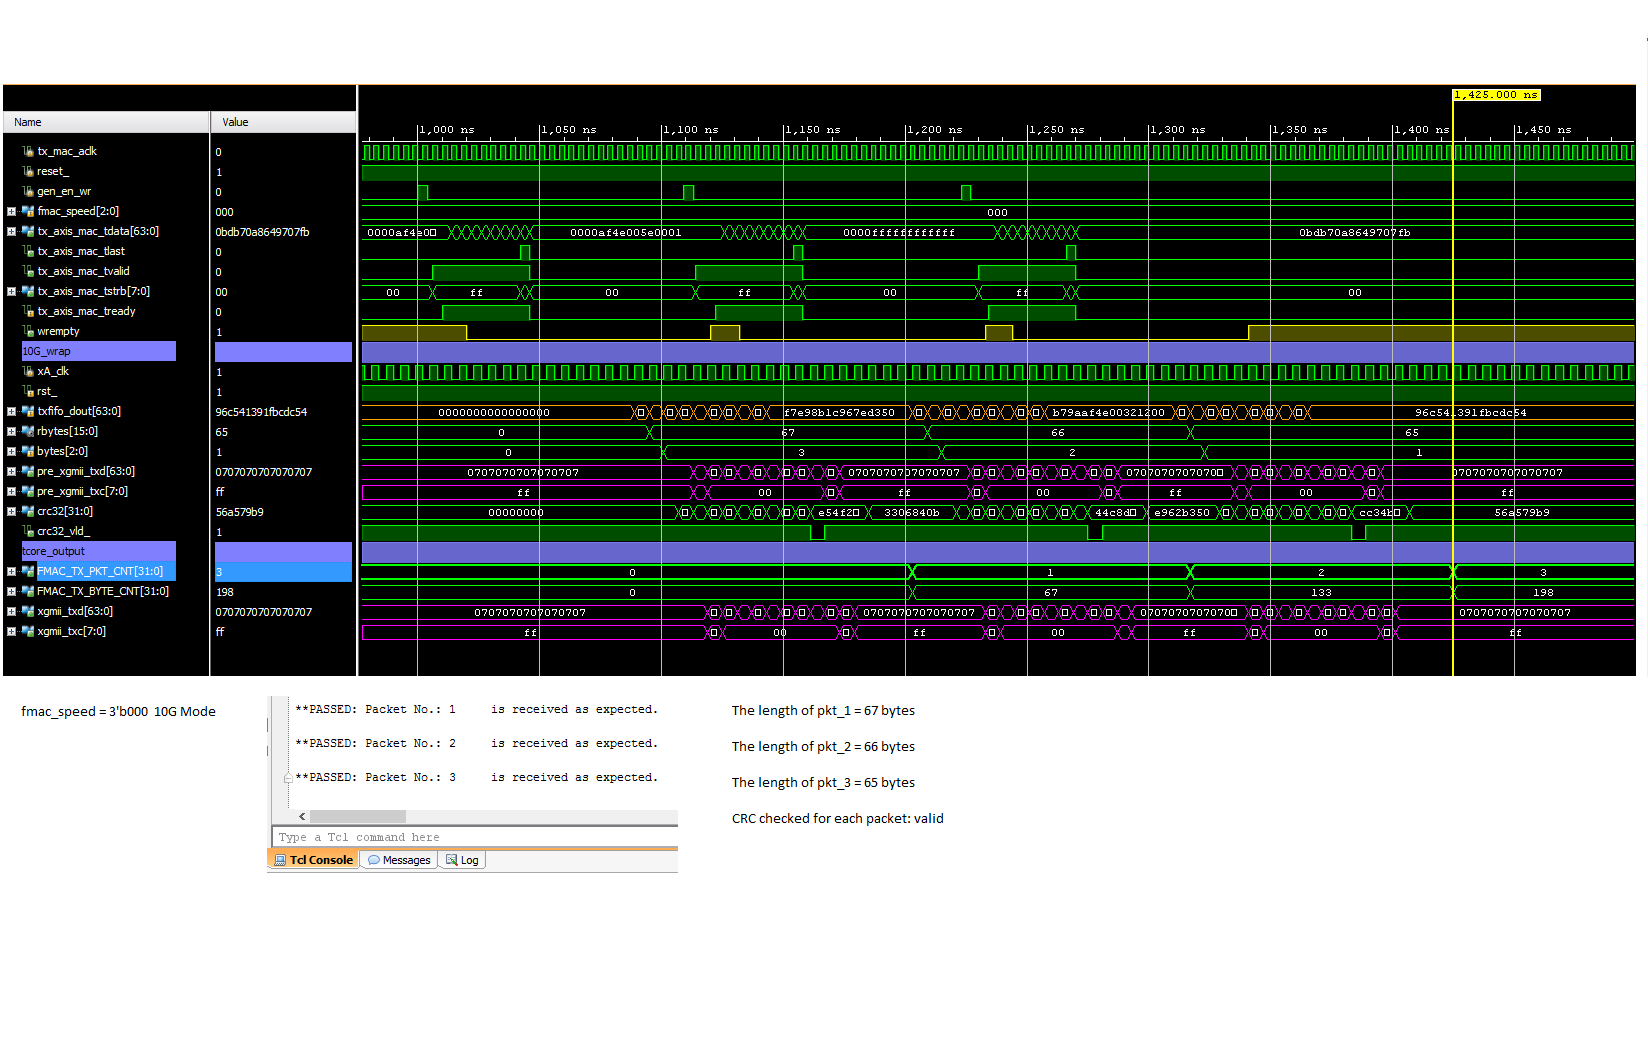 1,425.000 ns
Name Value
1,000 ns 1,050 ns 1,100 ns 1,150 ns 1,200 ns 1,250 ns 1,300 ns 1,350 ns 1,400 ns 1,450 ns
tx_mac_aclk 0
reset_ 1
gen_en_wr 0
fmac_speed[2:0] 000 000
tx_axis_mac_tdata[63:0] 0bdb70a8649707fb 0000af4e0 0000af4e005e0001 0000ffffffffffff 0bdb70a8649707fb
tx_axis_mac_tlast 0
tx_axis_mac_tvalid 0
tx_axis_mac_tstrb[7:0] 00 00 ff 00 ff 00 ff 00
tx_axis_mac_tready 0
wrempty 1
10G_wrap
xA_clk 1
rst_ 1
txfifo_dout[63:0] 96c541391fbcdc54 0000000000000000 f7e98b1c967ed350 b79aaf4e00321200 96c541391fbcdc54
rbytes[15:0] 65 0 67 66 65
bytes[2:0] 1 0 3 2 1
pre_xgmii_txd[63:0] 0707070707070707 0707070707070707 0707070707070707 070707070707070 0707070707070707
pre_xgmii_txc[7:0] ff ff 00 ff 00 ff 00 ff
crc32[31:0] 56a579b9 00000000 e54f2 3306840b 44c8d e962b350 cc34b 56a579b9
crc32_vld_ 1
tcore_output
FMAC_TX_PKT_CNT[31:0] 3 0 1 2 3
FMAC_TX_BYTE_CNT[31:0] 198 0 67 133 198
xgmii_txd[63:0] 0707070707070707 0707070707070707 0707070707070707 070707070707070 0707070707070707
xgmii_txc[7:0] ff ff 00 ff 00 ff 00 ff
fmac_speed = 3'b000 10G Mode
**PASSED: Packet No.: 1 is received as expected.
**PASSED: Packet No.: 2 is received as expected.
**PASSED: Packet No.: 3 is received as expected.
Type a Tcl command here
Tcl Console Messages Log
The length of pkt_1 = 67 bytes
The length of pkt_2 = 66 bytes
The length of pkt_3 = 65 bytes
CRC checked for each packet: valid